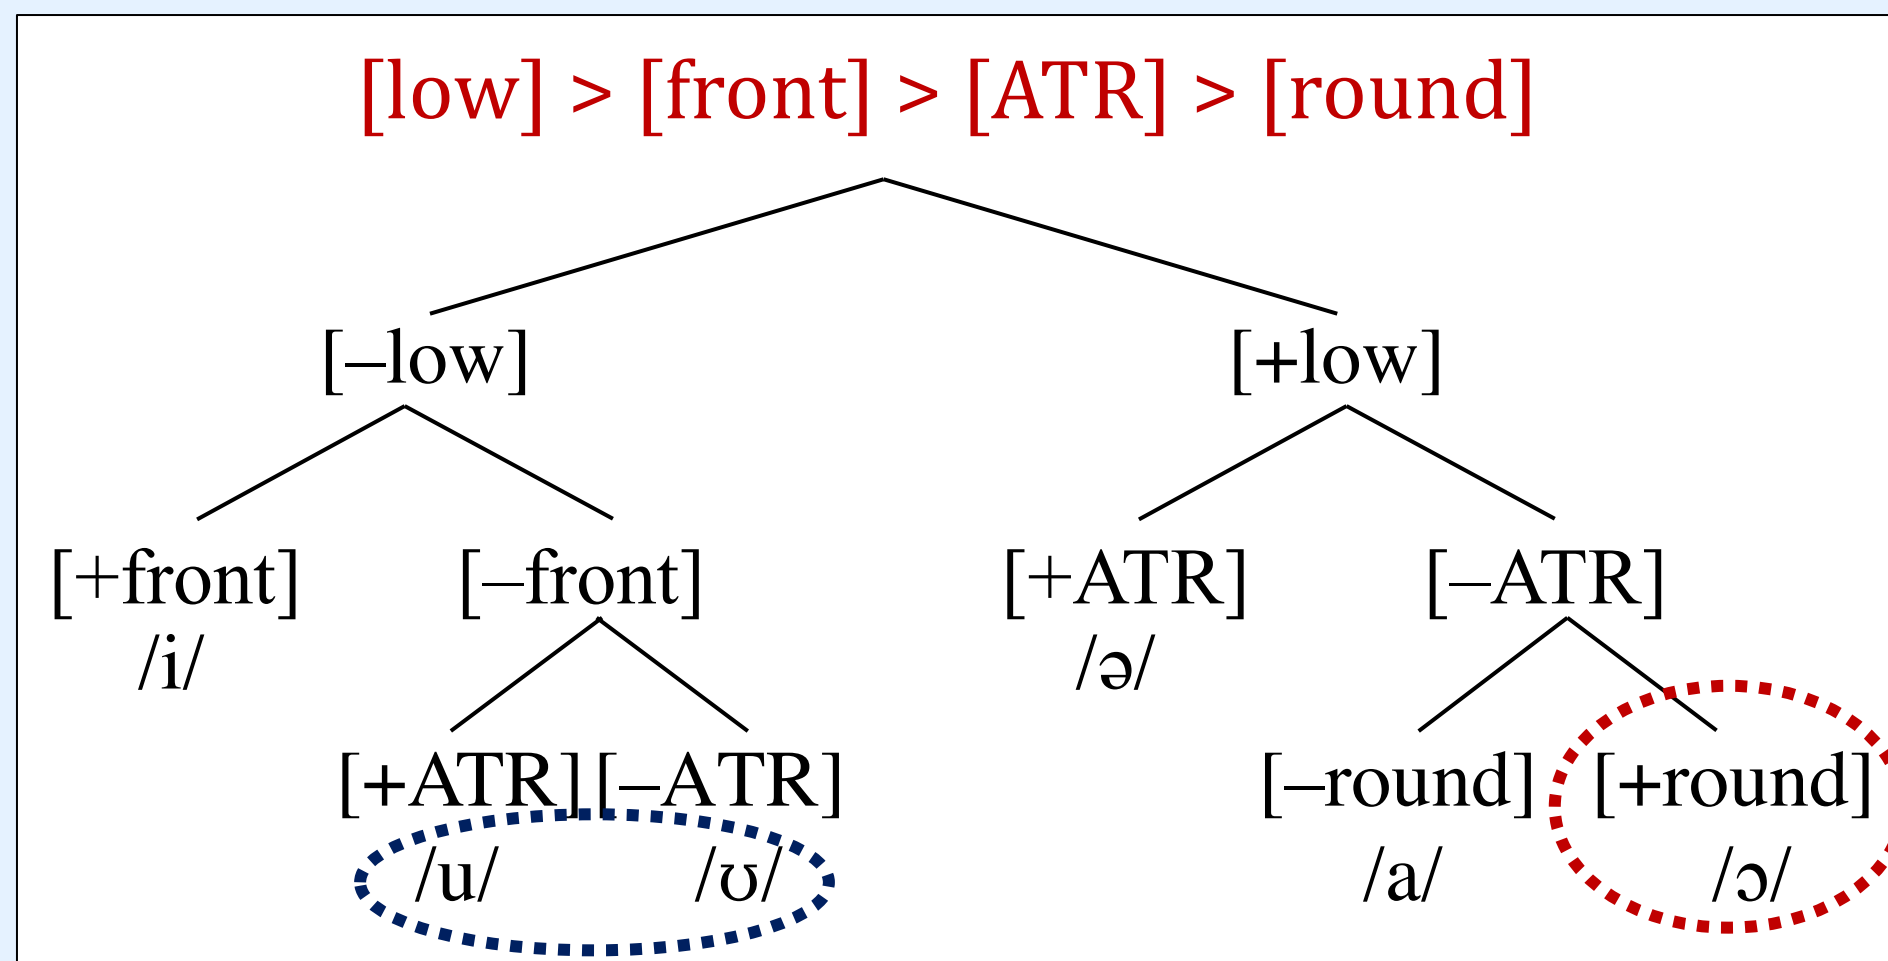 [low] > [front] > [ATR] > [round]
[–low] [+low]
[+front] [–front] [+ATR] [–ATR]
/i/ /ə/
[+ATR] [–ATR] [–round] [+round]
/u/ /ʊ/ /a/ /ɔ/